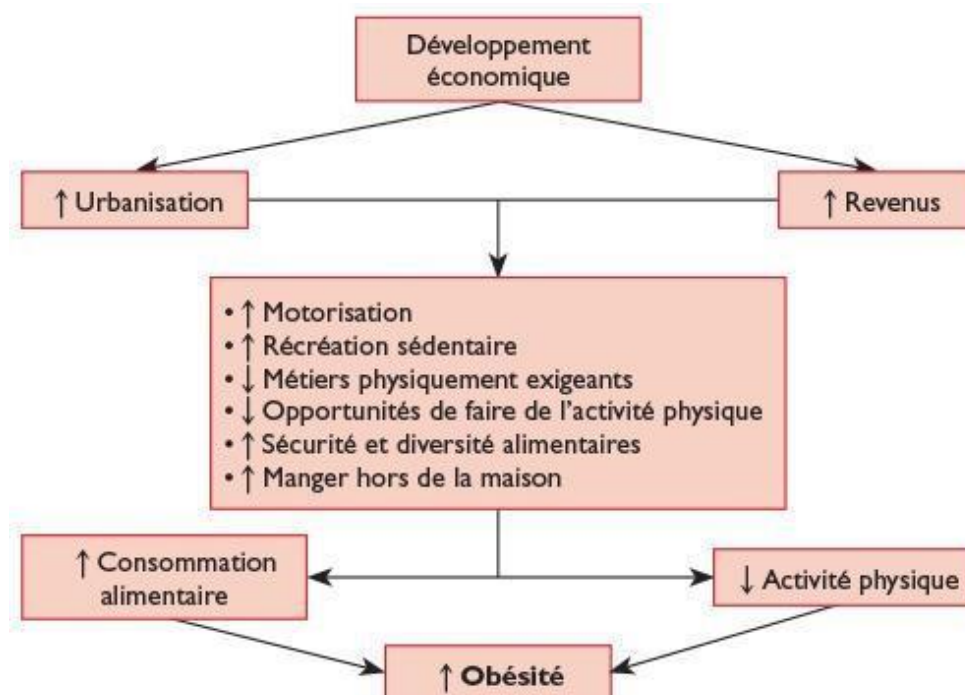 Développement
économique
↑ Urbanisation
↑ Revenus
• ↑ Motorisation
• ↑ Récréation sédentaire
• ↓ Métiers physiquement exigeants
• ↓ Opportunités de faire de l’activité physique
• ↑ Sécurité et diversité alimentaires
• ↑ Manger hors de la maison
↑ Consommation
alimentaire
↓ Activité physique
↑ Obésité